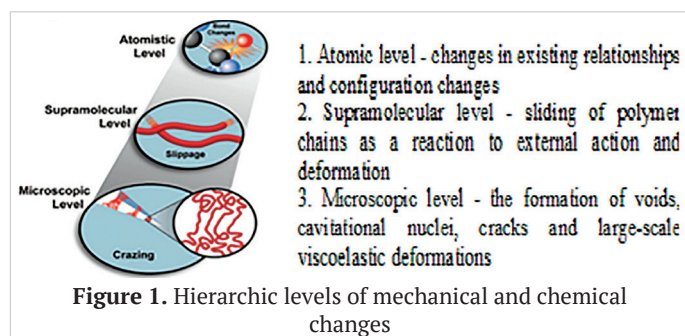 Bond
Changes
Atomistic
Level
Supramolecular
Level
Slippage
Microscopic
Level
Crazing
1. Atomic level - changes in existing relationships
and configuration changes
2. Supramolecular level - sliding of polymer
chains as a reaction to external action and
deformation
3. Microscopic level - the formation of voids,
cavitational nuclei, cracks and large-scale
viscoelastic deformations
Figure 1. Hierarchic levels of mechanical and chemical
changes